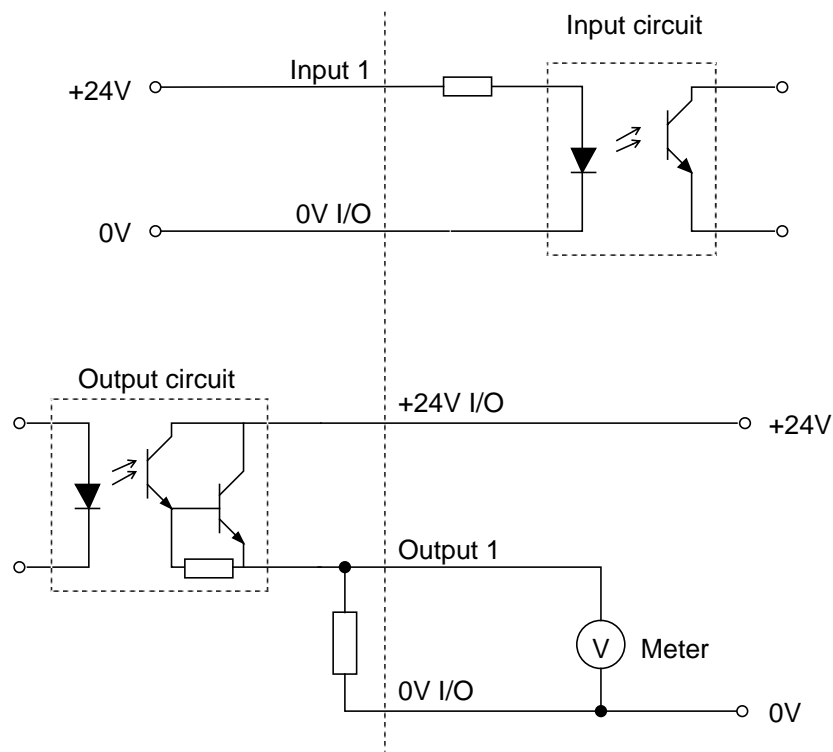 Input circuit
Input 1
+24V
0V I/O
0V
Output circuit
+24V I/O
+24V
Output 1
V
Meter
0V I/O
0V